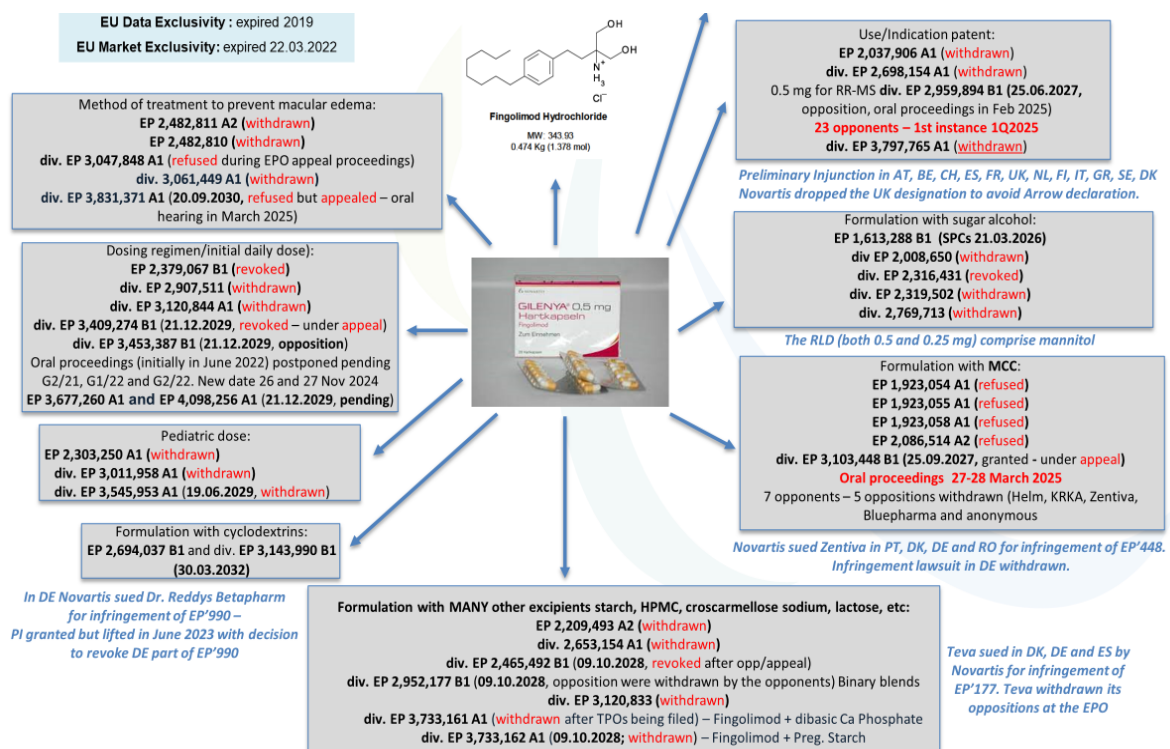 EU Data Exclusivity : expired 2019
EU Market Exclusivity: expired 22.03.2022
OH
OH
N
+
H
3
Cl⁻
Fingolimod Hydrochloride
MW: 343.93
0.474 Kg (1.378 mol)
Use/Indication patent:
EP 2,037,906 A1 (withdrawn)
div. EP 2,698,154 A1 (withdrawn)
0.5 mg for RR-MS div. EP 2,959,894 B1 (25.06.2027,
opposition, oral proceedings in Feb 2025)
23 opponents – 1st instance 1Q2025
div. EP 3,797,765 A1 (withdrawn)
Preliminary Injunction in AT, BE, CH, ES, FR, UK, NL, FI, IT, GR, SE, DK
Novartis dropped the UK designation to avoid Arrow declaration.
Method of treatment to prevent macular edema:
EP 2,482,811 A2 (withdrawn)
EP 2,482,810 (withdrawn)
div. EP 3,047,848 A1 (refused during EPO appeal proceedings)
div. 3,061,449 A1 (withdrawn)
div. EP 3,831,371 A1 (20.09.2030, refused but appealed – oral
hearing in March 2025)
Formulation with sugar alcohol:
EP 1,613,288 B1 (SPCs 21.03.2026)
div EP 2,008,650 (withdrawn)
div EP 2,316,431 (revoked)
div. EP 2,319,502 (withdrawn)
div. 2,769,713 (withdrawn)
The RLD (both 0.5 and 0.25 mg) comprise mannitol
Dosing regimen/initial daily dose):
EP 2,379,067 B1 (revoked)
div. EP 2,907,511 (withdrawn)
div. EP 3,120,844 A1 (withdrawn)
div. EP 3,409,274 B1 (21.12.2029, revoked – under appeal)
div. EP 3,453,387 B1 (21.12.2029, opposition)
Oral proceedings (initially in June 2022) postponed pending
G2/21, G1/22 and G2/22. New date 26 and 27 Nov 2024
EP 3,677,260 A1 and EP 4,098,256 A1 (21.12.2029, pending)
GILENYA® 0,5 mg
Hartkapseln
Fingolimod
Zum Einnehmen
Formulation with MCC:
EP 1,923,054 A1 (refused)
EP 1,923,055 A1 (refused)
EP 1,923,058 A1 (refused)
EP 2,086,514 A2 (refused)
div. EP 3,103,448 B1 (25.09.2027, granted - under appeal)
Oral proceedings 27-28 March 2025
7 opponents – 5 oppositions withdrawn (Helm, KRKA, Zentiva,
Bluepharma and anonymous
Novartis sued Zentiva in PT, DK, DE and RO for infringement of EP'448.
Infringement lawsuit in DE withdrawn.
Pediatric dose:
EP 2,303,250 A1 (withdrawn)
div. EP 3,011,958 A1 (withdrawn)
div. EP 3,545,953 A1 (19.06.2029, withdrawn)
Formulation with cyclodextrins:
EP 2,694,037 B1 and div. EP 3,143,990 B1
(30.03.2032)
In DE Novartis sued Dr. Reddys Betapharm
for infringement of EP'990 –
PI granted but lifted in June 2023 with decision
to revoke DE part of EP'990
Formulation with MANY other excipients starch, HPMC, croscarmellose sodium, lactose, etc:
EP 2,209,493 A2 (withdrawn)
div. 2,653,154 A1 (withdrawn)
div. EP 2,465,492 B1 (09.10.2028, revoked after opp/appeal)
div. EP 2,952,177 B1 (09.10.2028, opposition were withdrawn by the opponents) Binary blends
div. EP 3,120,833 (withdrawn)
div. EP 3,733,161 A1 (withdrawn after TPOs being filed) – Fingolimod + dibasic Ca Phosphate
div. EP 3,733,162 A1 (09.10.2028; withdrawn) – Fingolimod + Preg. Starch
Teva sued in DK, DE and ES by
Novartis for infringement of
EP'177. Teva withdrawn its
oppositions at the EPO